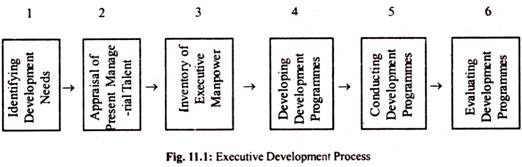 1
2
3
4
5
6
Identifying
Development
Needs
→
Appraisal of
Present Manage
-rial Talent
→
Inventory of
Executive
Manpower
→
Developing
Development
Programmes
→
Conducting
Development
Programmes
→
Evaluating
Development
Programmes
Fig. 11.1: Executive Development Process